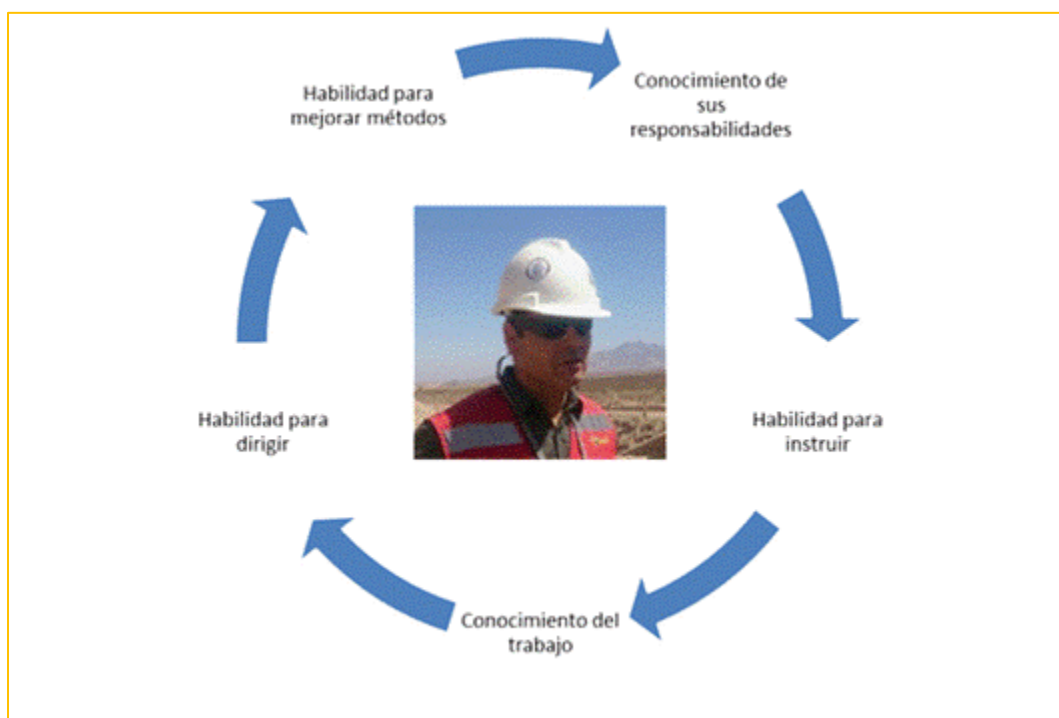 Habilidad para
mejorar métodos
Conocimiento de
sus
responsabilidades
Habilidad para
instruir
Conocimiento del
trabajo
Habilidad para
dirigir